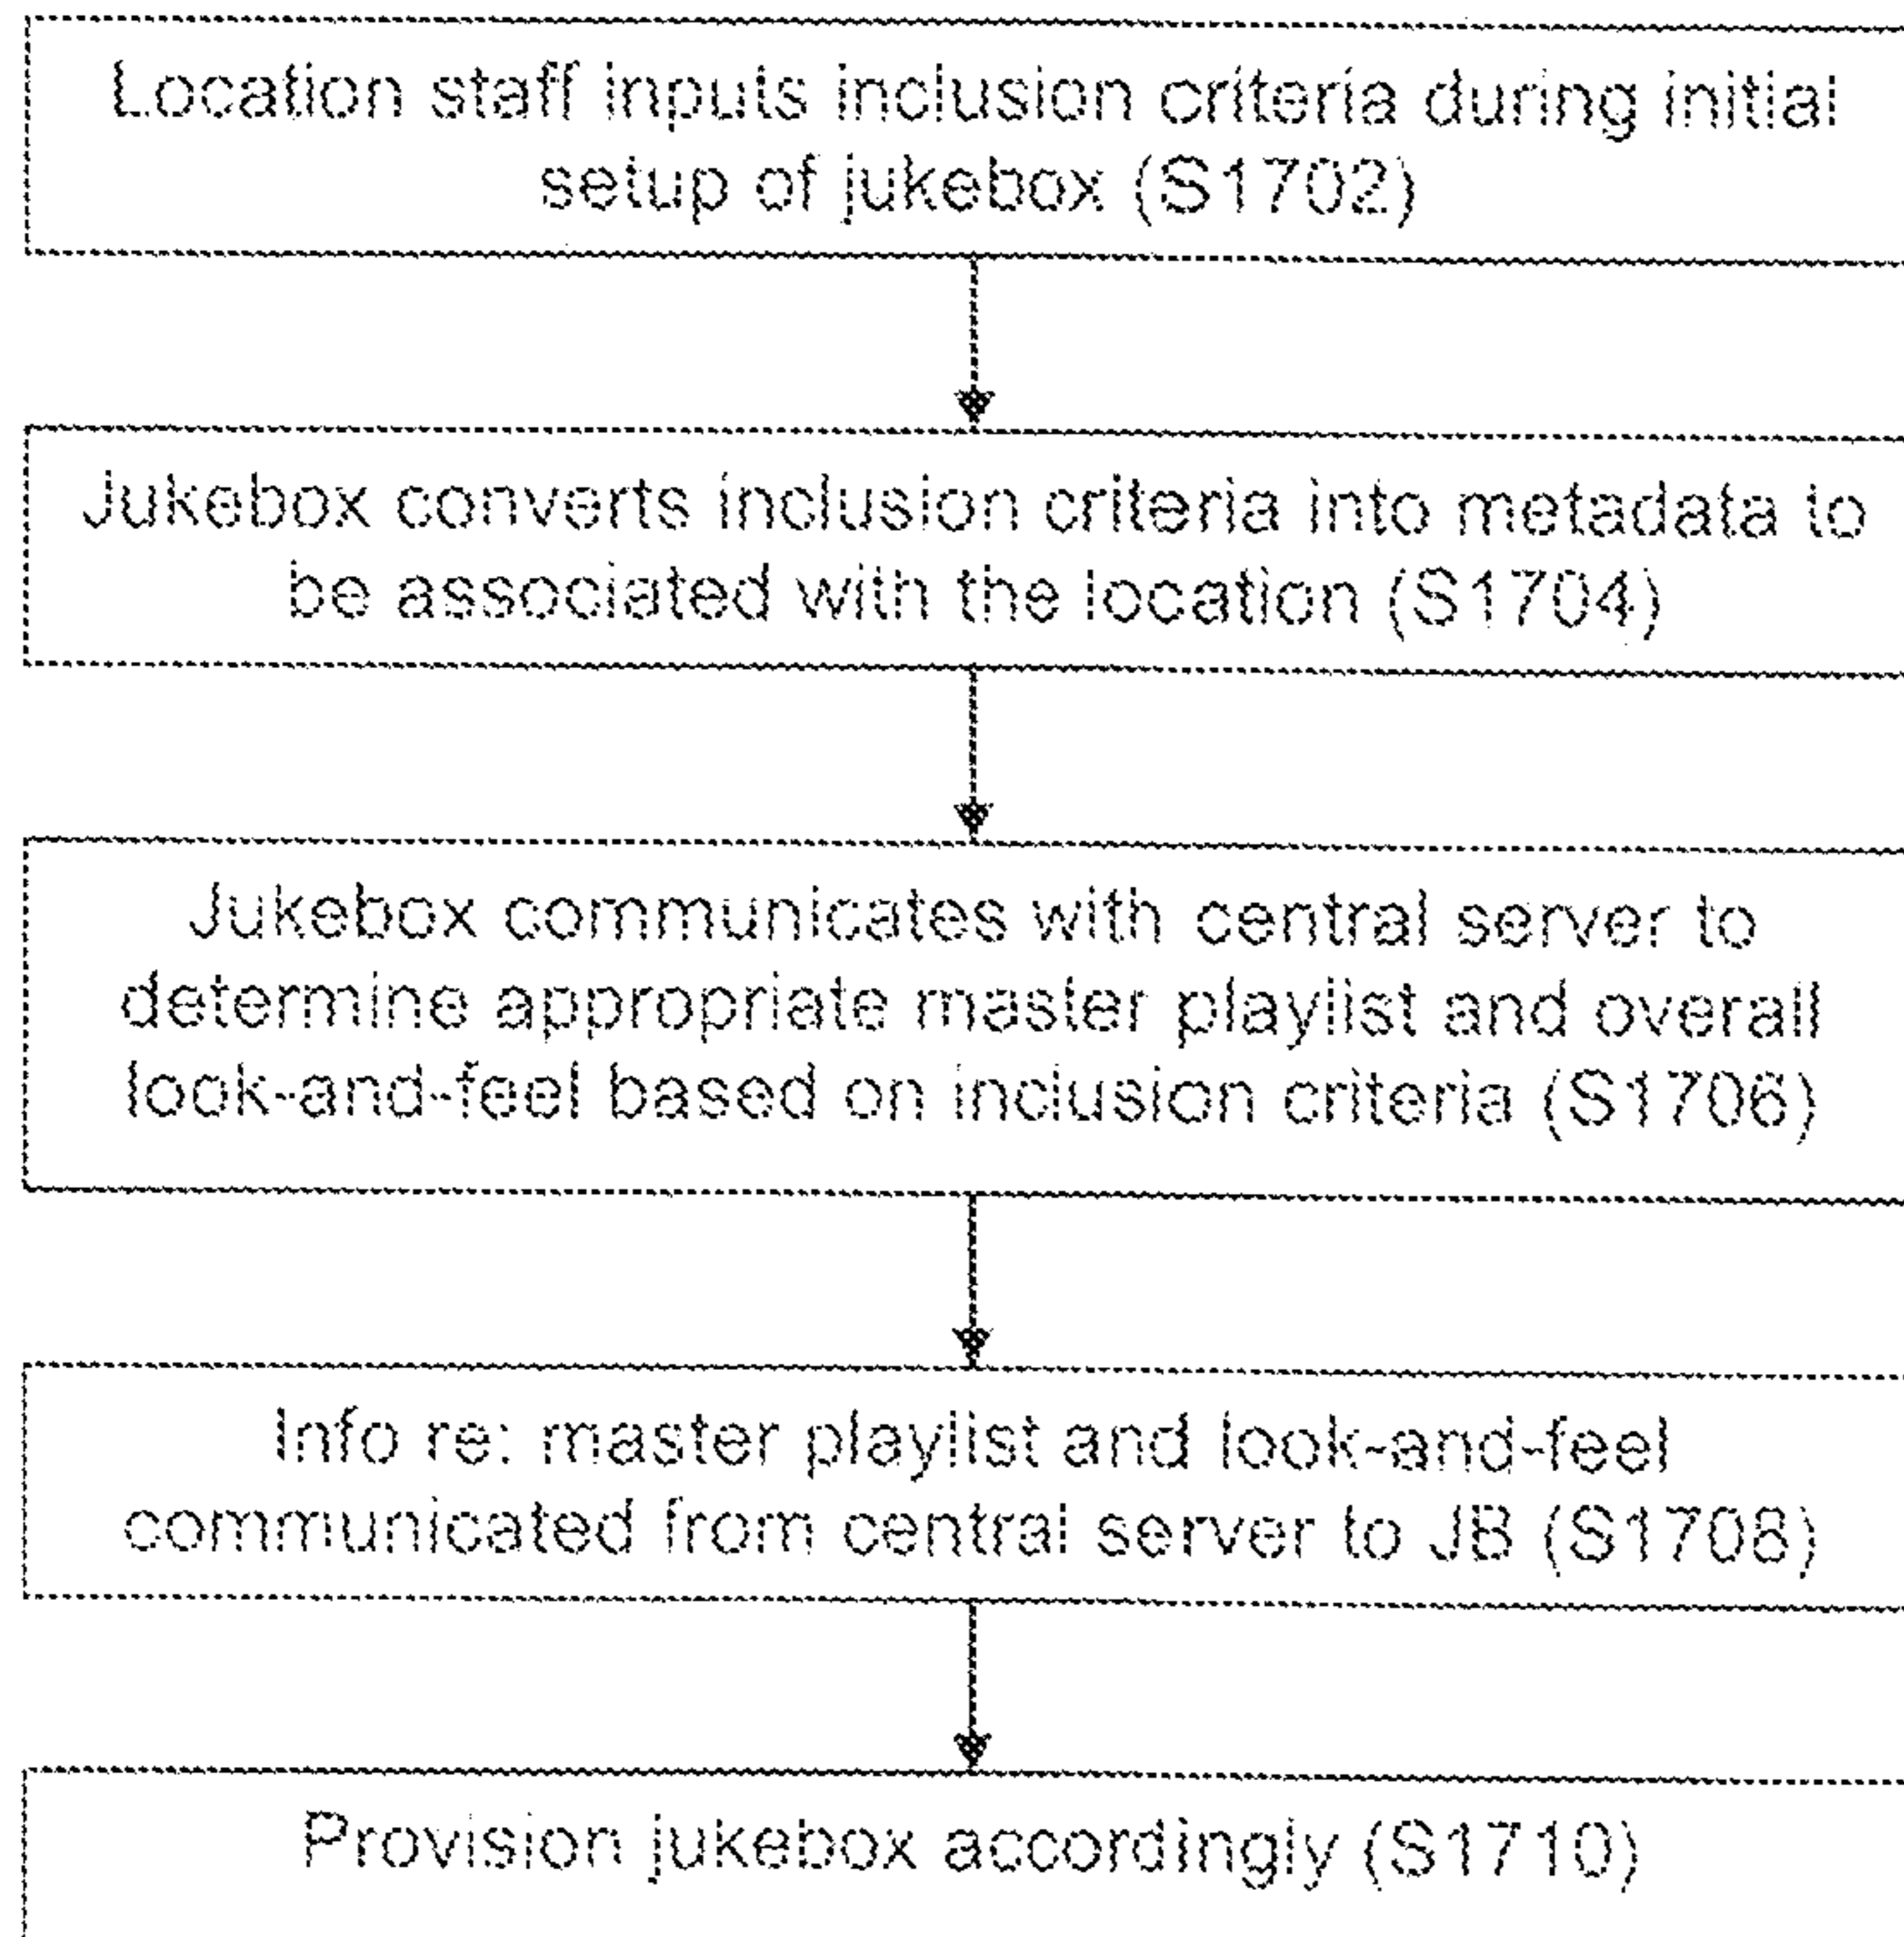 Location staff inputs inclusion criteria during initial
setup of jukebox (S1702)
Jukebox converts inclusion criteria into metadata to
be associated with the location (S1704)
Jukebox communicates with central server to
determine appropriate master playlist and overall
look-and-feel based on inclusion criteria (S1706)
Info re: master playlist and look-and-feel
communicated from central server to JB (S1708)
Provision jukebox accordingly (S1710)